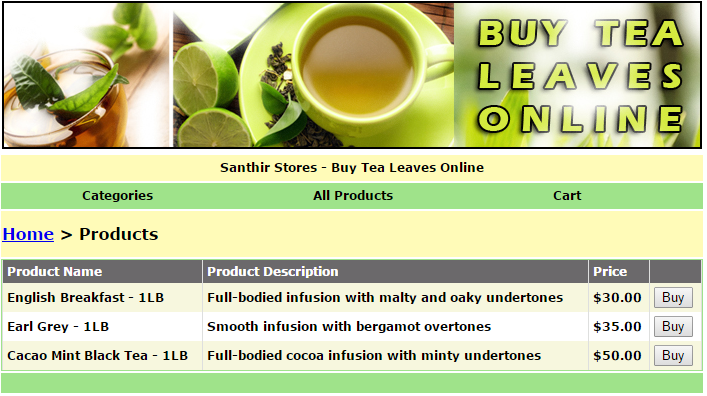 BUY TEA
LEAVES
ONLINE
Santhir Stores - Buy Tea Leaves Online
Categories All Products Cart
Home > Products
Product Name Product Description Price
English Breakfast - 1LB Full-bodied infusion with malty and oaky undertones $30.00 Buy
Earl Grey - 1LB Smooth infusion with bergamot overtones $35.00 Buy
Cacao Mint Black Tea - 1LB Full-bodied cocoa infusion with minty undertones $50.00 Buy